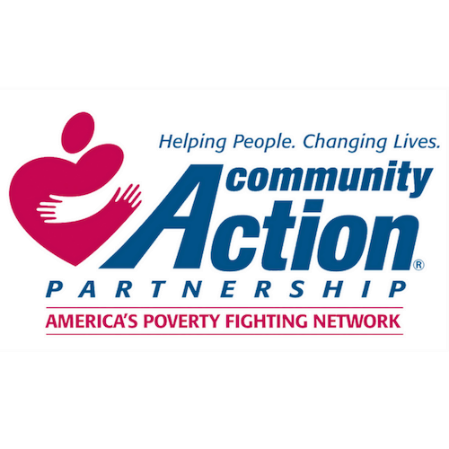 Helping People. Changing Lives.
community
Action®
PARTNERSHIP
AMERICA'S POVERTY FIGHTING NETWORK